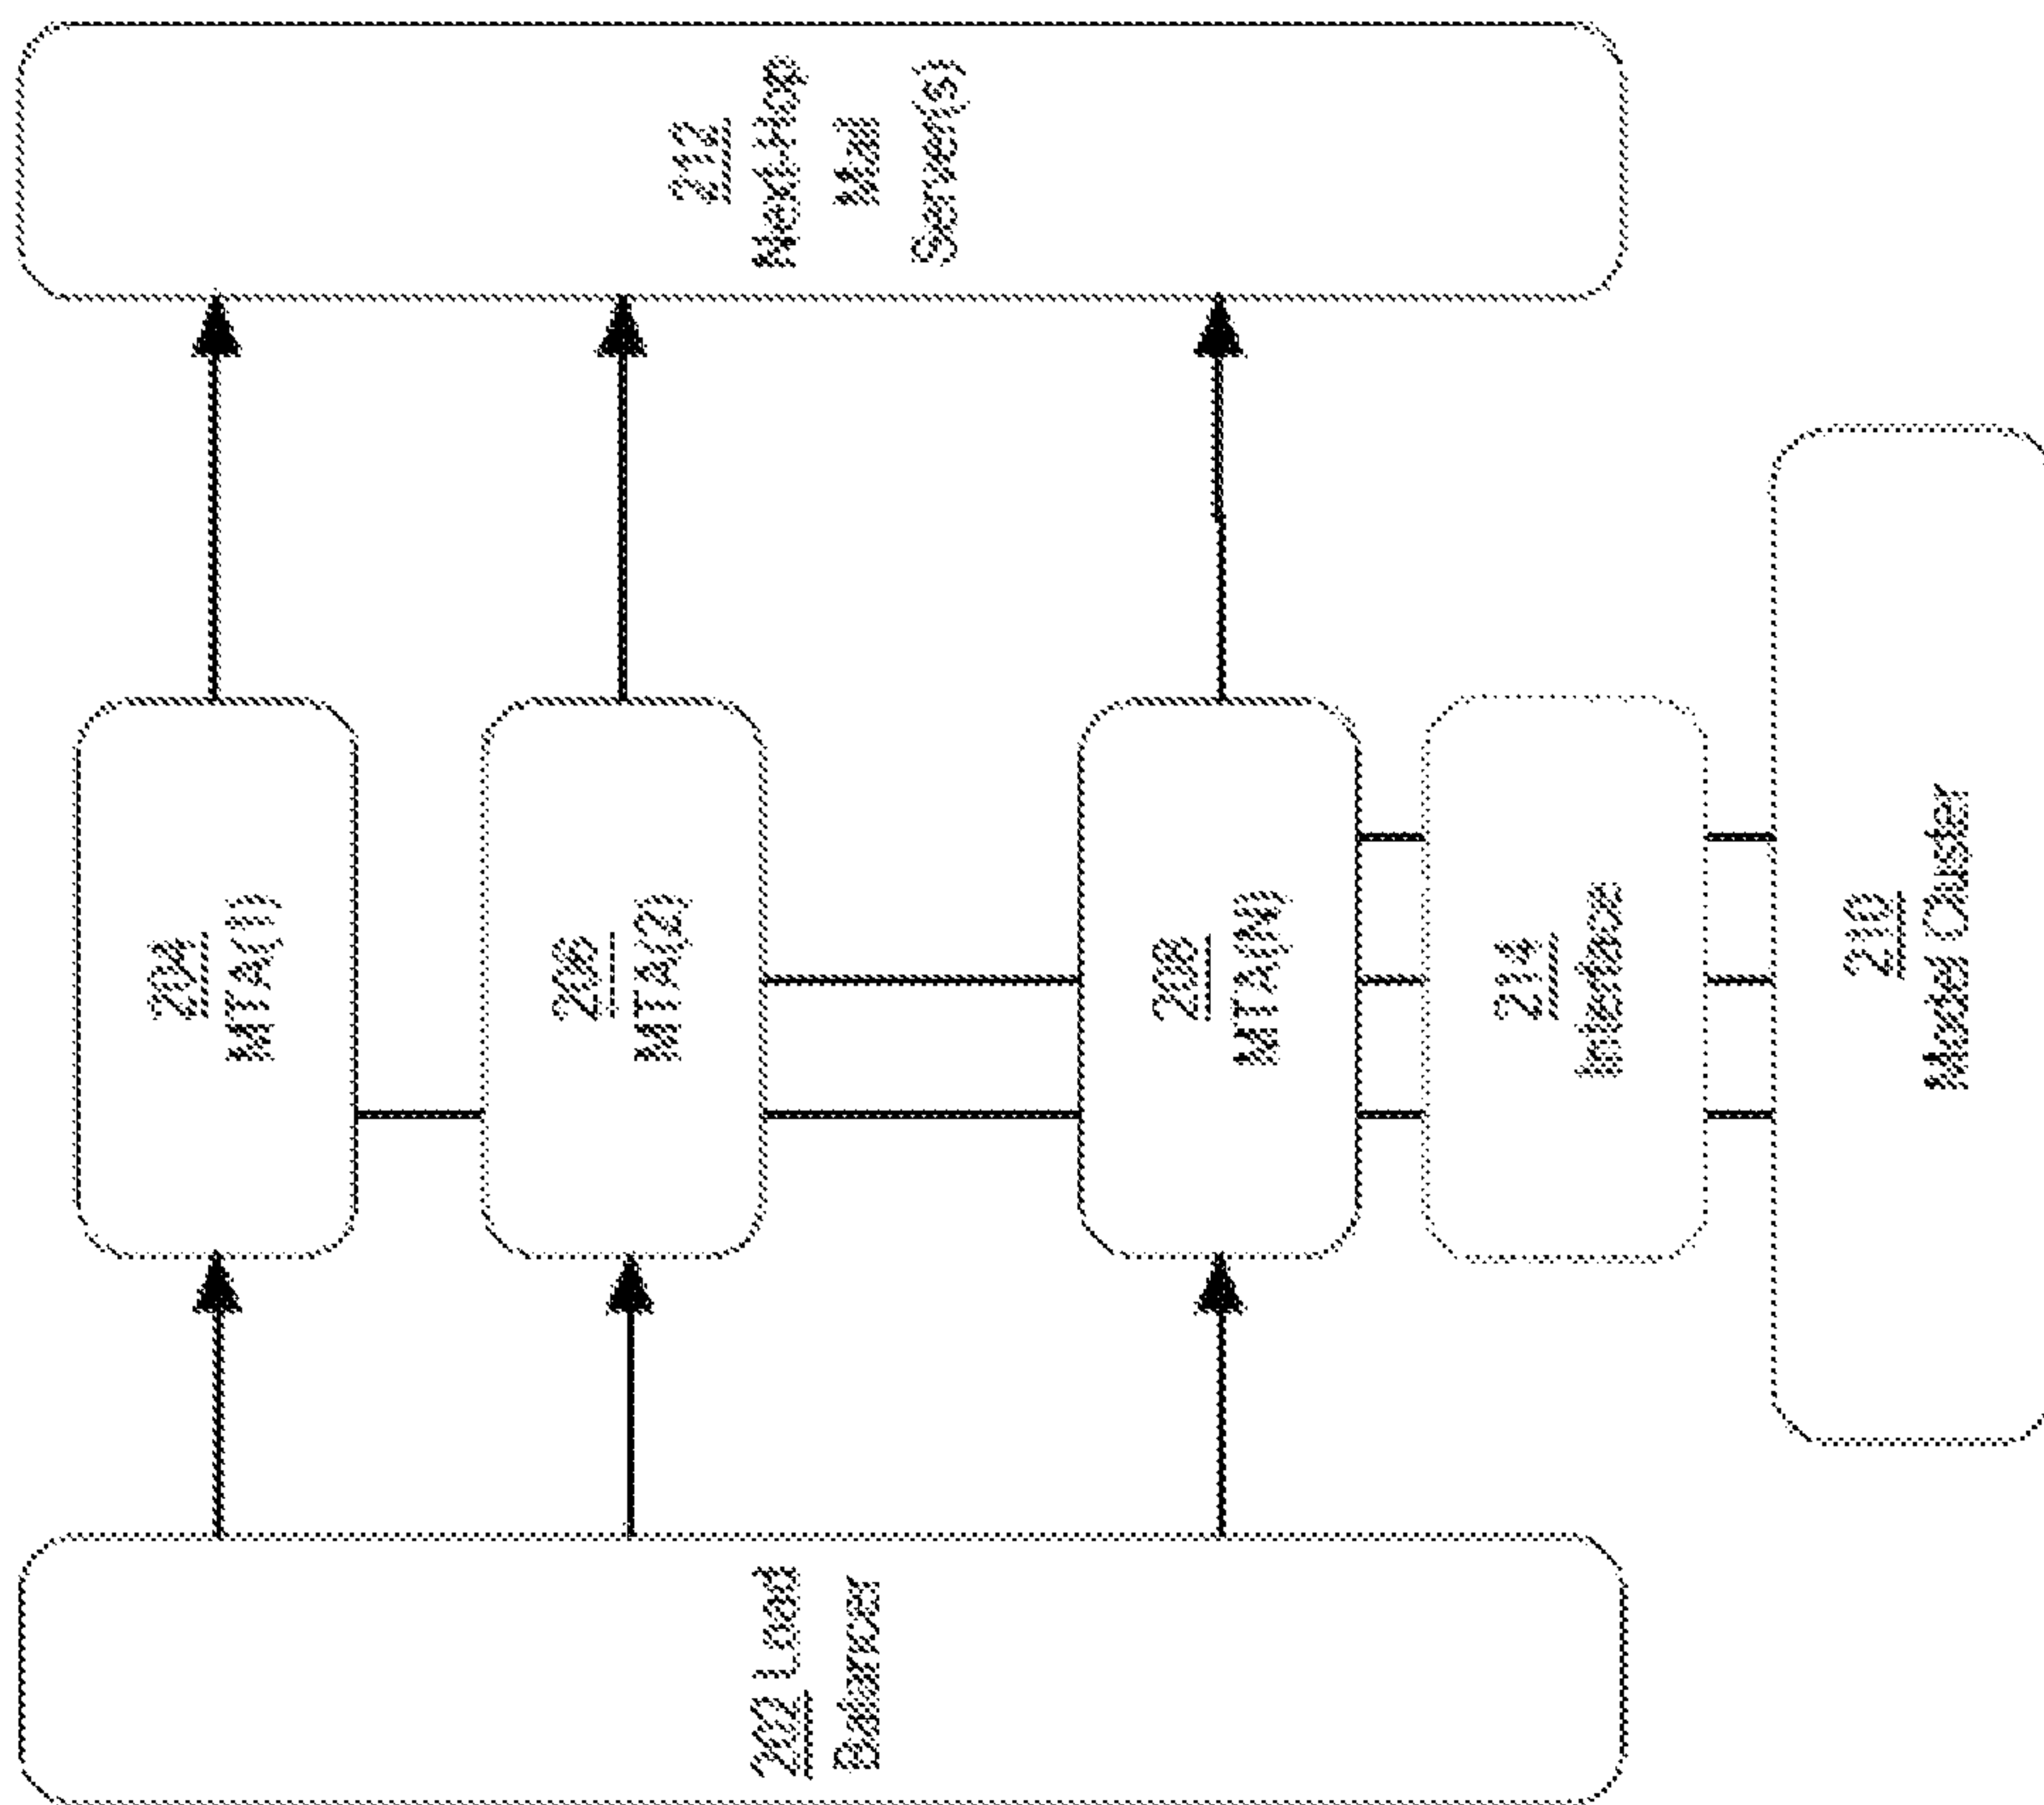 202 Load
Balancer
204
MTA(1)
206
MTA(2)
208
MTA(N)
214
Interface
210
Model Cluster
212
Next-Hop
Mail
Server(s)